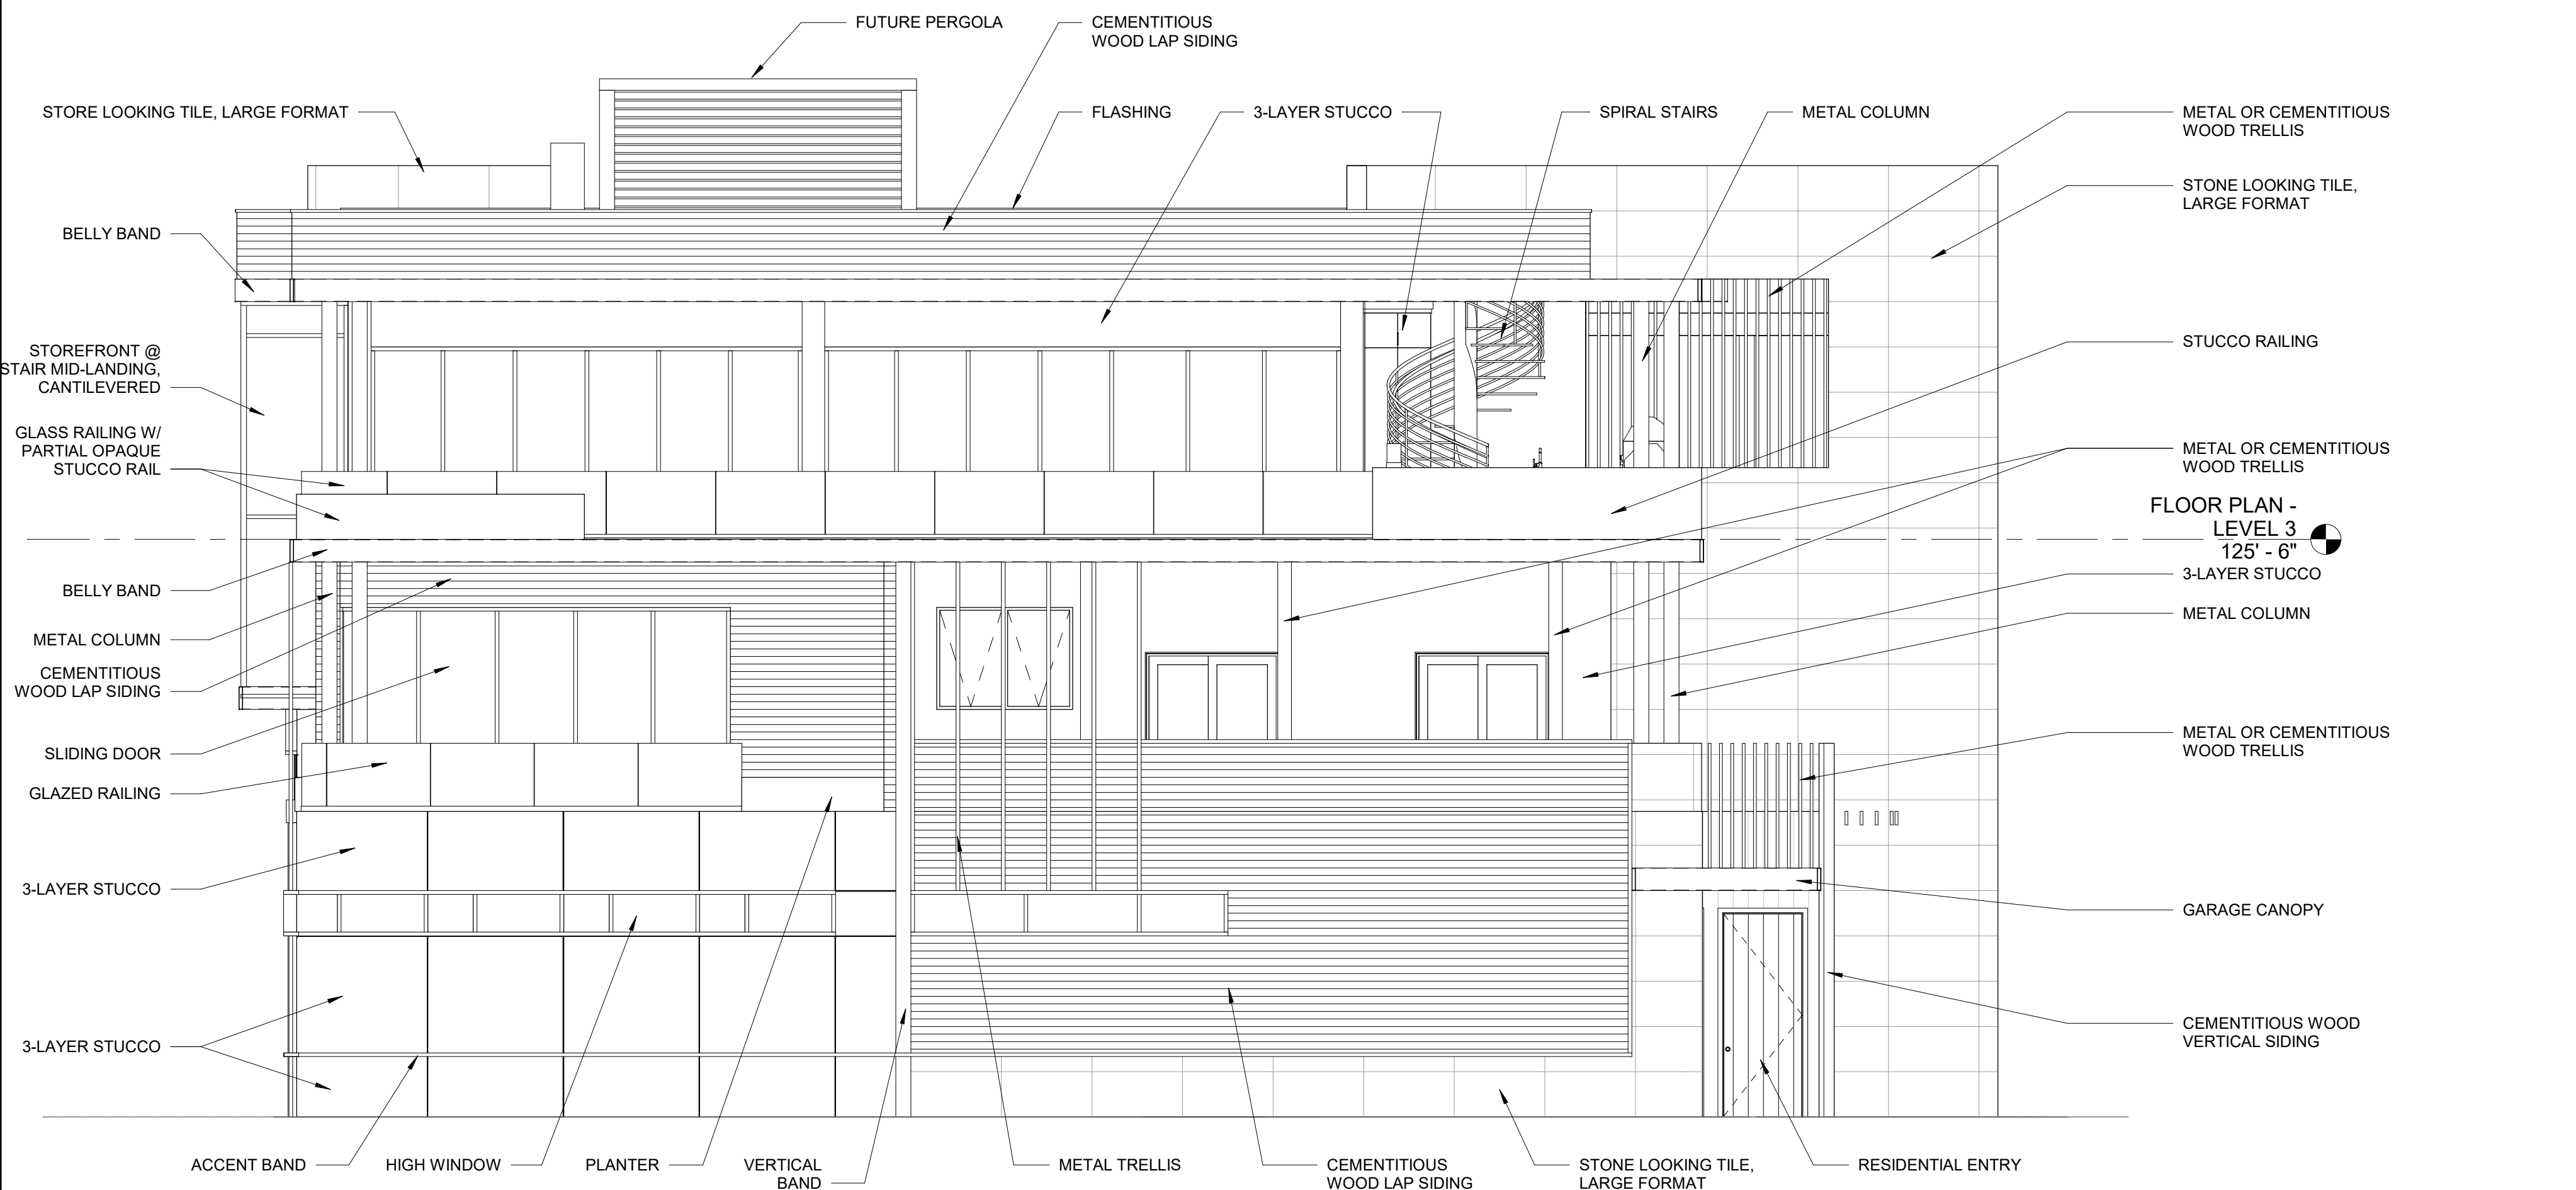 FUTURE PERGOLA
CEMENTITIOUS
WOOD LAP SIDING
STORE LOOKING TILE, LARGE FORMAT
FLASHING
3-LAYER STUCCO
SPIRAL STAIRS
METAL COLUMN
METAL OR CEMENTITIOUS
WOOD TRELLIS
STONE LOOKING TILE,
LARGE FORMAT
BELLY BAND
STOREFRONT @
STAIR MID-LANDING,
CANTILEVERED
STUCCO RAILING
GLASS RAILING W/
PARTIAL OPAQUE
STUCCO RAIL
METAL OR CEMENTITIOUS
WOOD TRELLIS
FLOOR PLAN -
LEVEL 3
125' - 6"
3-LAYER STUCCO
BELLY BAND
METAL COLUMN
METAL COLUMN
CEMENTITIOUS
WOOD LAP SIDING
SLIDING DOOR
METAL OR CEMENTITIOUS
WOOD TRELLIS
GLAZED RAILING
3-LAYER STUCCO
GARAGE CANOPY
3-LAYER STUCCO
CEMENTITIOUS WOOD
VERTICAL SIDING
ACCENT BAND
HIGH WINDOW
PLANTER
VERTICAL
BAND
METAL TRELLIS
CEMENTITIOUS
WOOD LAP SIDING
STONE LOOKING TILE,
LARGE FORMAT
RESIDENTIAL ENTRY